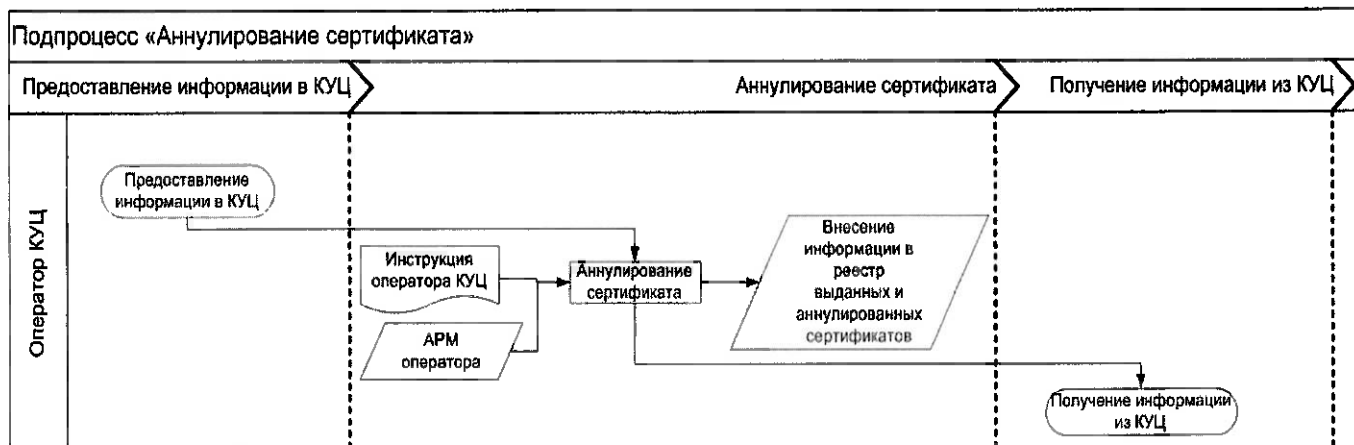 Подпроцесс «Аннулирование сертификата»
Предоставление информации в КУЦ
Аннулирование сертификата
Получение информации из КУЦ
Оператор КУЦ
Предоставление
информации в КУЦ
Инструкция
оператора КУЦ
АРМ
оператора
Аннулирование
сертификата
Внесение
информации в
реестр
выданных и
аннулированных
сертификатов
Получение информации
из КУЦ